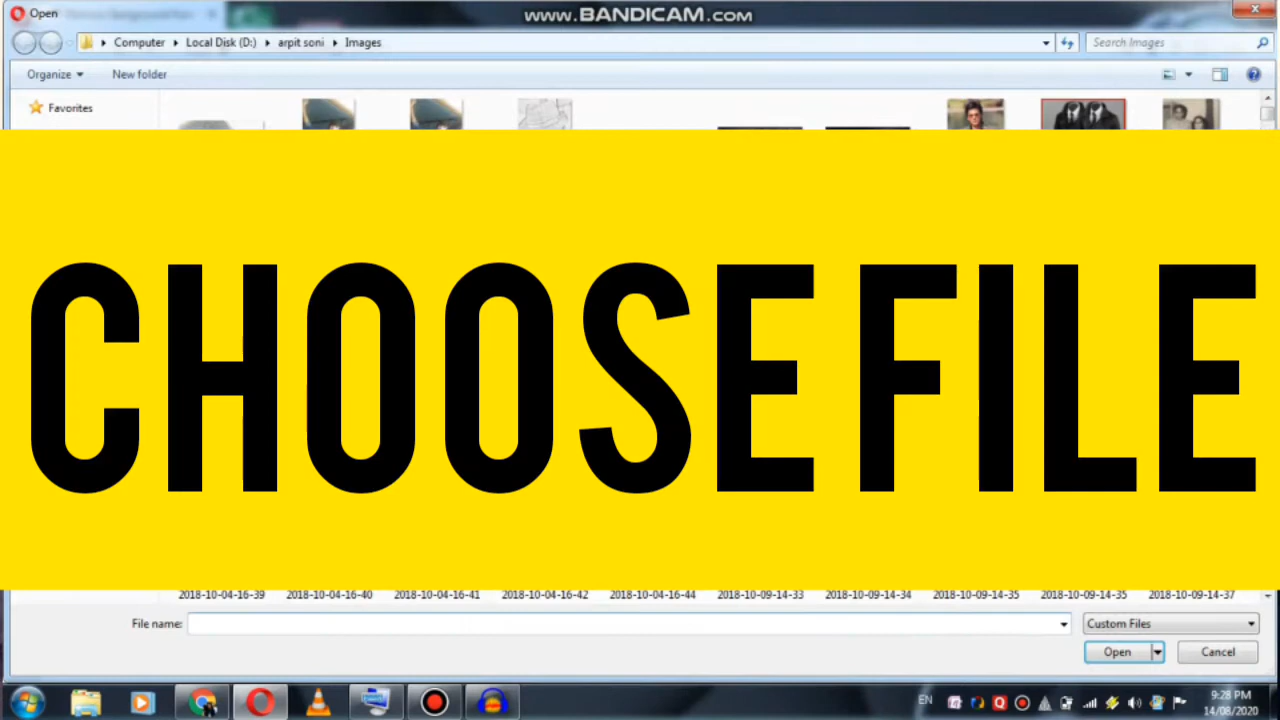 Open
www.BANDICAM.com
Computer Local Disk (D:) arpit soni Images
Search Images
Organize New folder
Favorites
CHOOSE FILE
2018-10-04-16-39 2018-10-04-16-40 2018-10-04-16-41 2018-10-04-16-42 2018-10-04-16-44 2018-10-09-14-33 2018-10-09-14-34 2018-10-09-14-35 2018-10-09-14-35 2018-10-09-14-37
File name: Custom Files
Open Cancel
EN 9:28 PM
14/08/2020